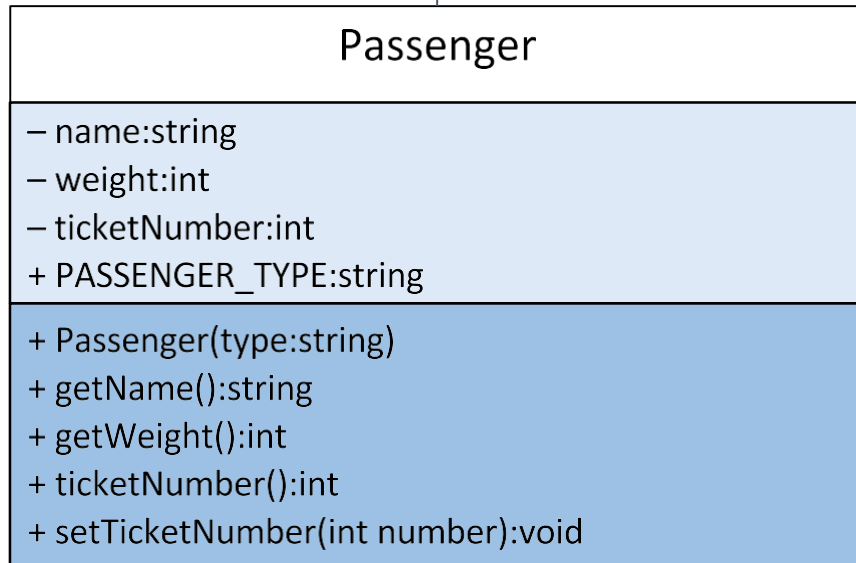 Passenger
– name:string
– weight:int
– ticketNumber:int
+ PASSENGER_TYPE:string
+ Passenger(type:string)
+ getName():string
+ getWeight():int
+ ticketNumber():int
+ setTicketNumber(int number):void